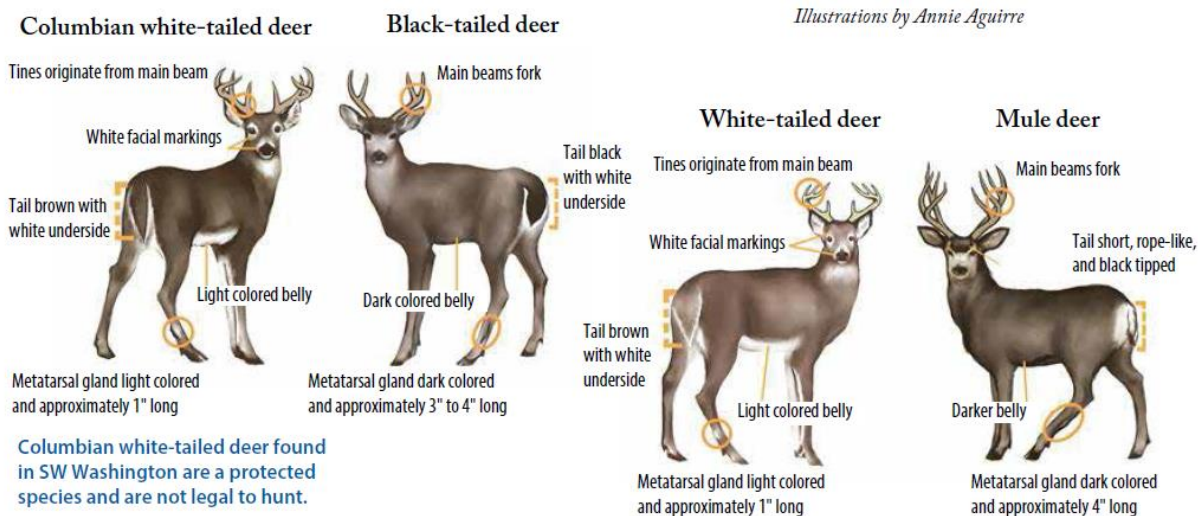 Columbian white-tailed deer
Tines originate from main beam
White facial markings
Tail brown with
white underside
Light colored belly
Metatarsal gland light colored
and approximately 1" long
Columbian white-tailed deer found
in SW Washington are a protected
species and are not legal to hunt.
Black-tailed deer
Main beams fork
Tail black
with white
underside
Dark colored belly
Metatarsal gland dark colored
and approximately 3" to 4" long
Illustrations by Annie Aguirre
White-tailed deer
Tines originate from main beam
White facial markings
Tail brown
with white
underside
Light colored belly
Metatarsal gland light colored
and approximately 1" long
Mule deer
Main beams fork
Tail short, rope-like,
and black tipped
Darker belly
Metatarsal gland dark colored
and approximately 4" long